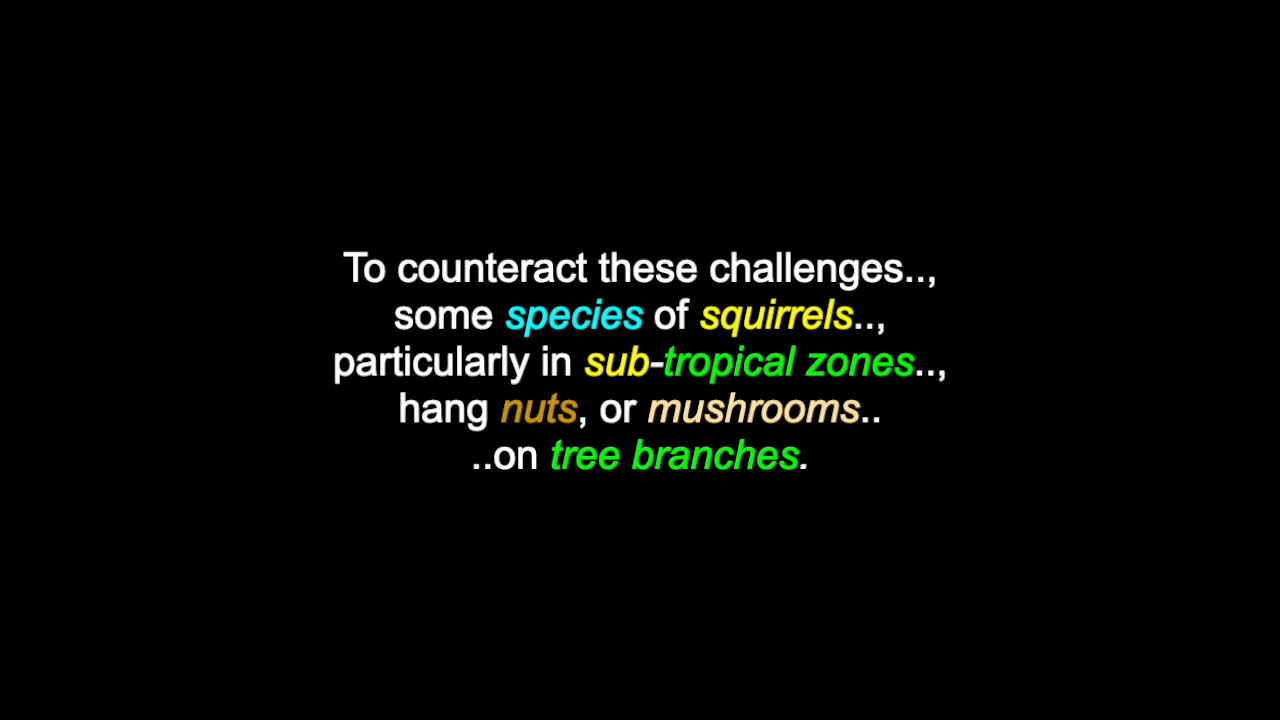 To counteract these challenges..,
some species of squirrels..,
particularly in sub-tropical zones..,
hang nuts, or mushrooms..
..on tree branches.